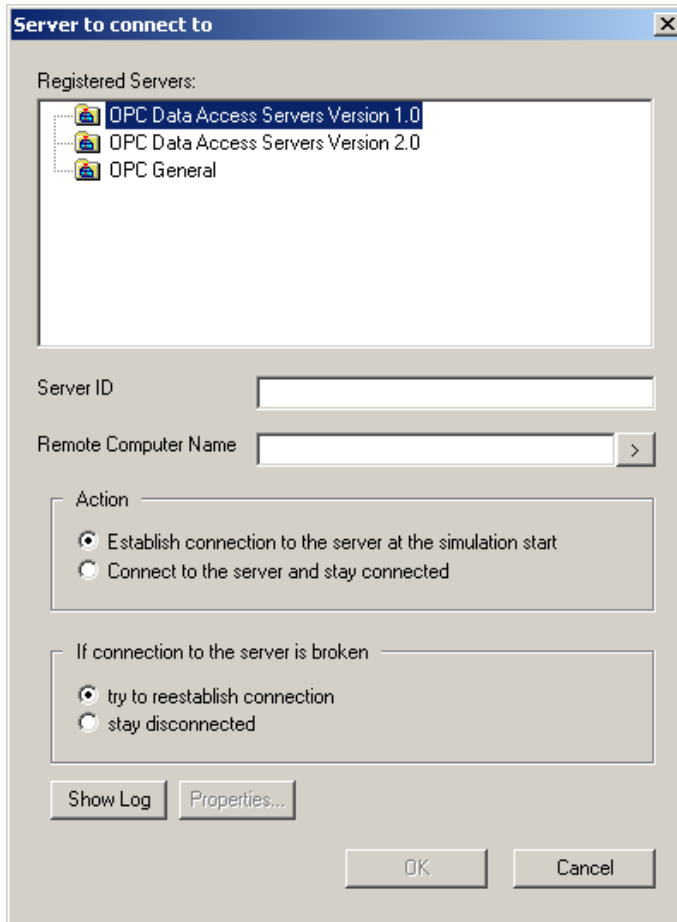 Server to connect to
Registered Servers:
OPC Data Access Servers Version 1.0
OPC Data Access Servers Version 2.0
OPC General
Server ID
Remote Computer Name >
Action
Establish connection to the server at the simulation start
Connect to the server and stay connected
If connection to the server is broken
try to reestablish connection
stay disconnected
Show Log Properties...
OK Cancel